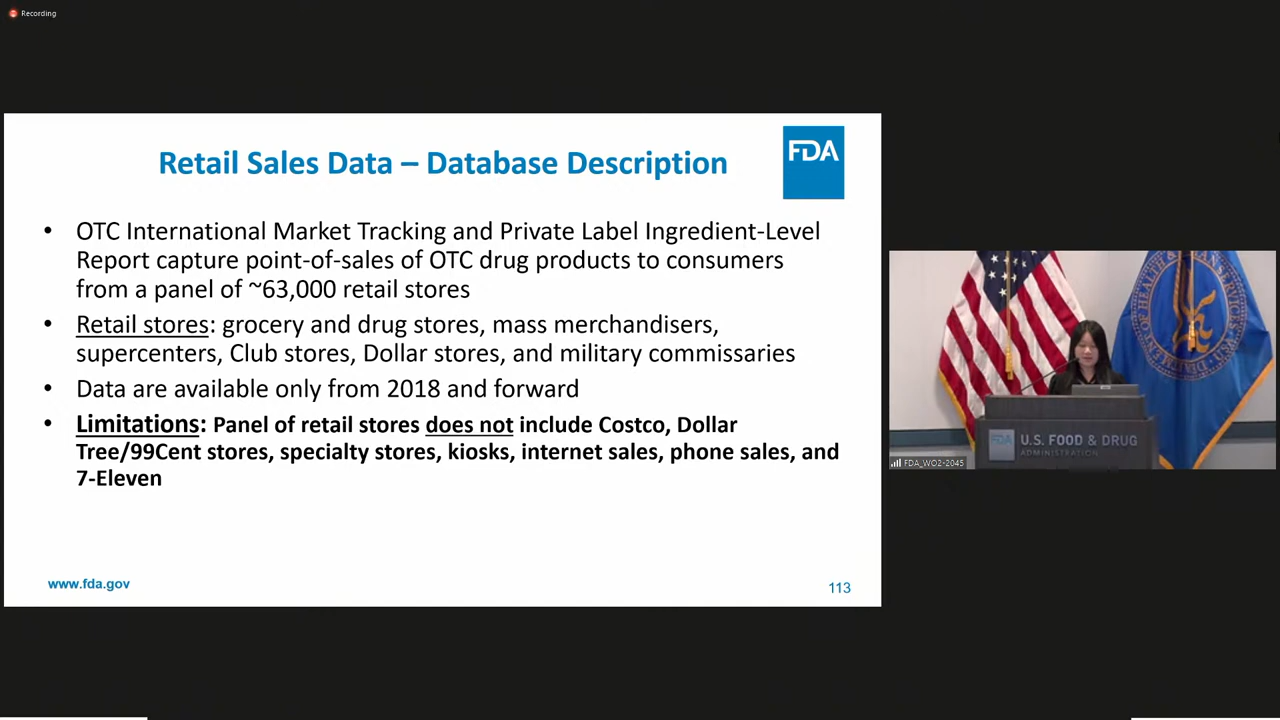 Recording
Retail Sales Data – Database Description
FDA
• OTC International Market Tracking and Private Label Ingredient-Level
Report capture point-of-sales of OTC drug products to consumers
from a panel of ~63,000 retail stores
• Retail stores: grocery and drug stores, mass merchandisers,
supercenters, Club stores, Dollar stores, and military commissaries
• Data are available only from 2018 and forward
• Limitations: Panel of retail stores does not include Costco, Dollar
Tree/99Cent stores, specialty stores, kiosks, internet sales, phone sales, and
7-Eleven
www.fda.gov
113
FDA
U.S. FOOD & DRUG
ADMINISTRATION
FDA_WO2-2045